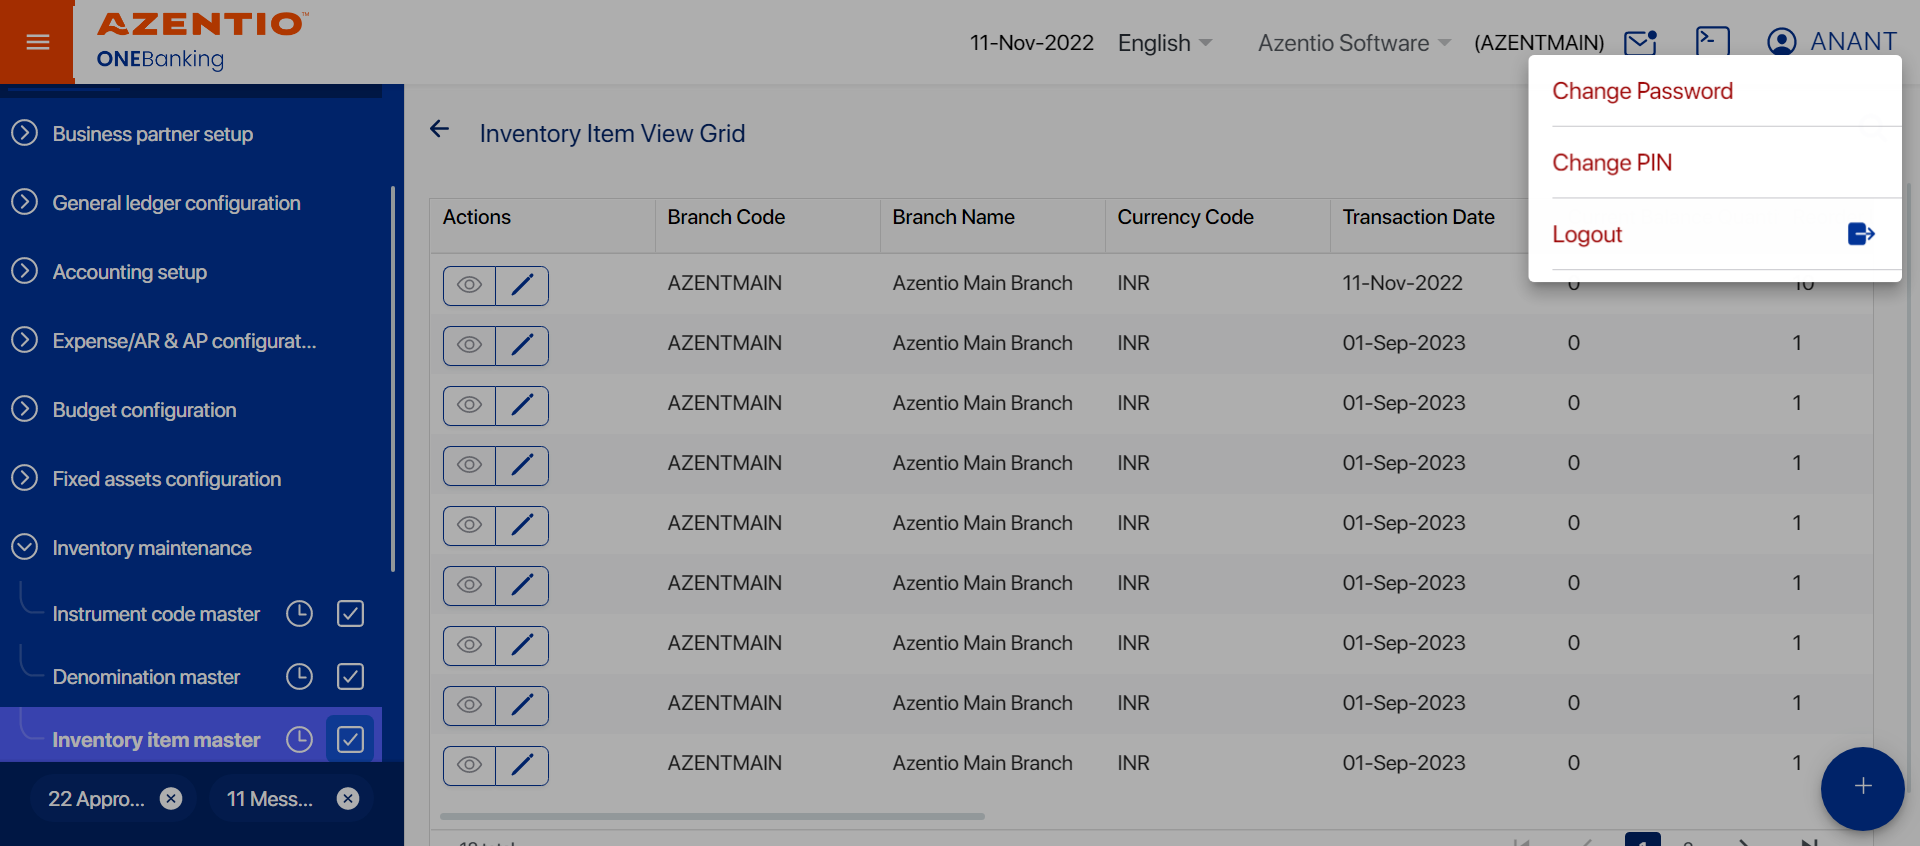 AZENTIO™
ONEBanking
11-Nov-2022 English Azentio Software (AZENTMAIN) ANANT
Change Password
Change PIN
Logout
Business partner setup
General ledger configuration
Accounting setup
Expense/AR & AP configurat...
Budget configuration
Fixed assets configuration
Inventory maintenance
Instrument code master
Denomination master
Inventory item master
22 Appro... 11 Mess...
Inventory Item View Grid
Actions Branch Code Branch Name Currency Code Transaction Date
AZENTMAIN Azentio Main Branch INR 11-Nov-2022 0 10
AZENTMAIN Azentio Main Branch INR 01-Sep-2023 0 1
AZENTMAIN Azentio Main Branch INR 01-Sep-2023 0 1
AZENTMAIN Azentio Main Branch INR 01-Sep-2023 0 1
AZENTMAIN Azentio Main Branch INR 01-Sep-2023 0 1
AZENTMAIN Azentio Main Branch INR 01-Sep-2023 0 1
AZENTMAIN Azentio Main Branch INR 01-Sep-2023 0 1
AZENTMAIN Azentio Main Branch INR 01-Sep-2023 0 1
AZENTMAIN Azentio Main Branch INR 01-Sep-2023 0 1